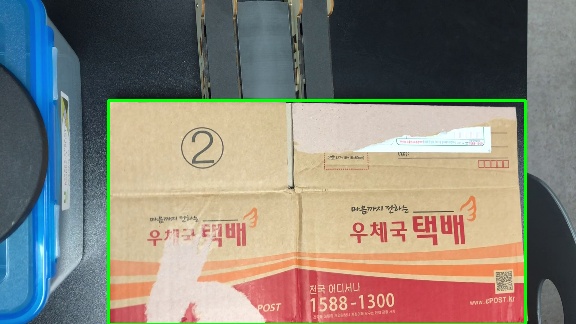 ②
마음까지 전하는
우체국 택배
마음까지 전하는
우체국 택배
전국 어디서나
1588-1300
POST
www.ePOST.kr